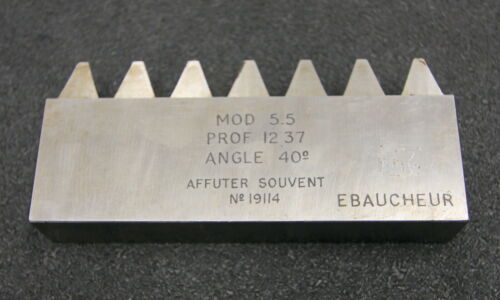 MOD 5.5
PROF 12 37
ANGLE 40º
AFFUTER SOUVENT
Nº 19114
EBAUCHEUR